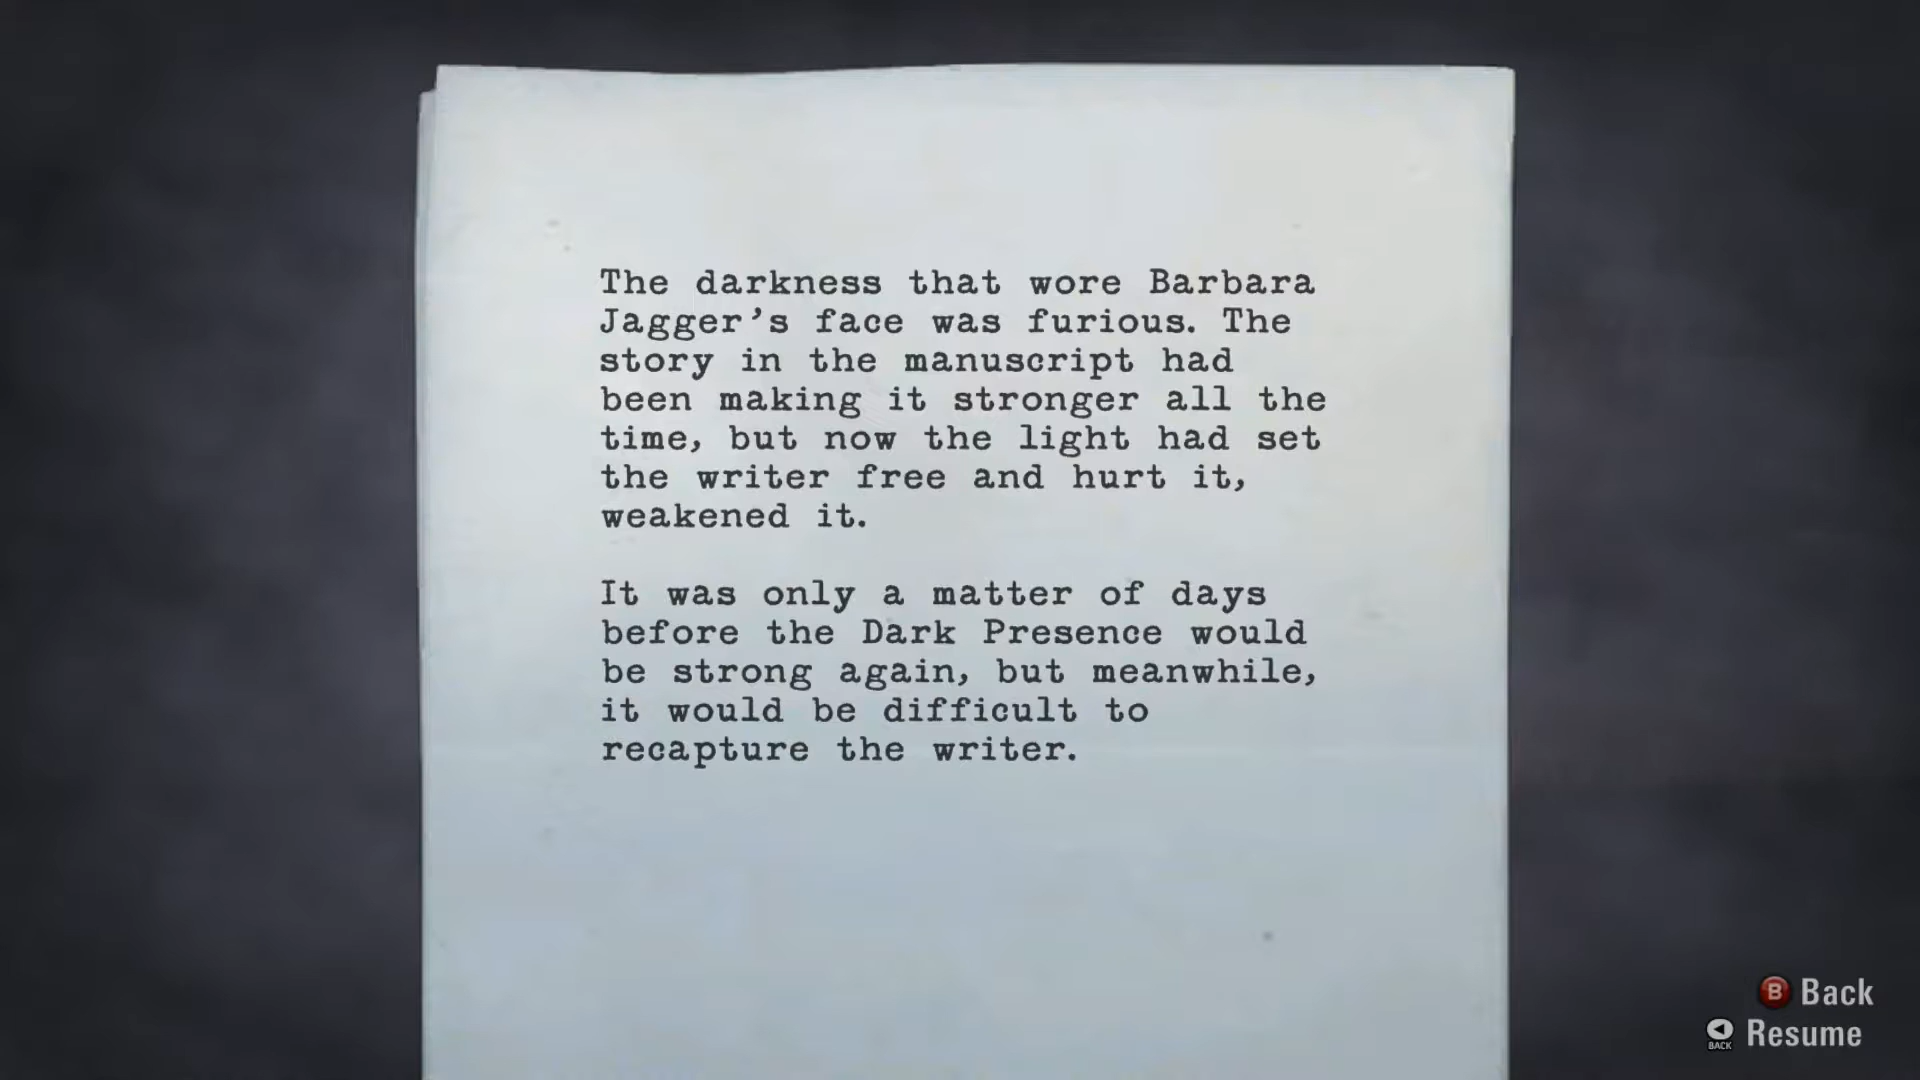 The darkness that wore Barbara
Jagger’s face was furious. The
story in the manuscript had
been making it stronger all the
time, but now the light had set
the writer free and hurt it,
weakened it.
It was only a matter of days
before the Dark Presence would
be strong again, but meanwhile,
it would be difficult to
recapture the writer.
B Back
BACK Resume